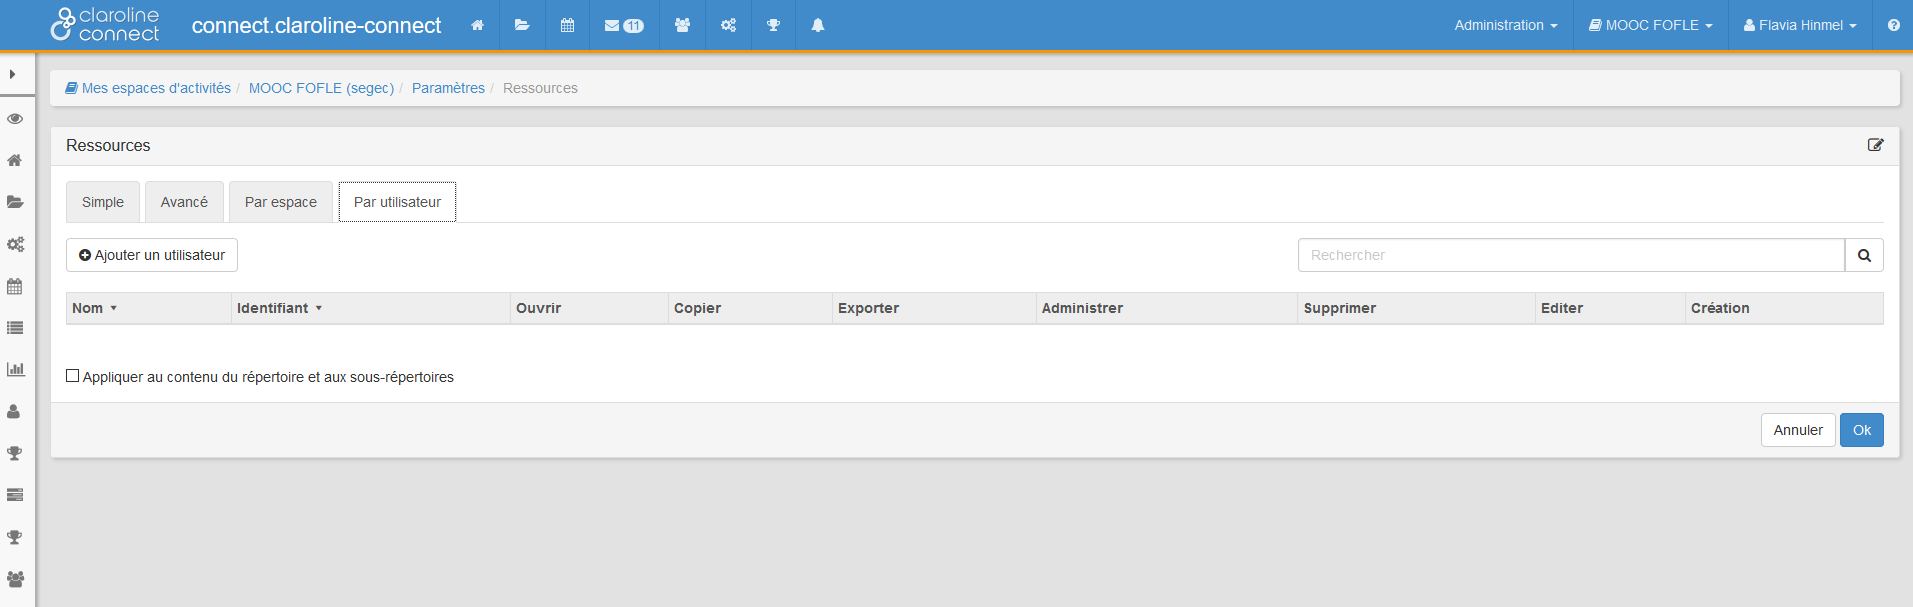 claroline
connect
connect.claroline-connect
11
Administration
MOOC FOFLE
Flavia Hinmel
Mes espaces d'activités / MOOC FOFLE (segec) / Paramètres / Ressources
Ressources
Simple
Avancé
Par espace
Par utilisateur
Ajouter un utilisateur
Rechercher
Nom Identifiant Ouvrir Copier Exporter Administrer Supprimer Editer Création
Appliquer au contenu du répertoire et aux sous-répertoires
Annuler
Ok